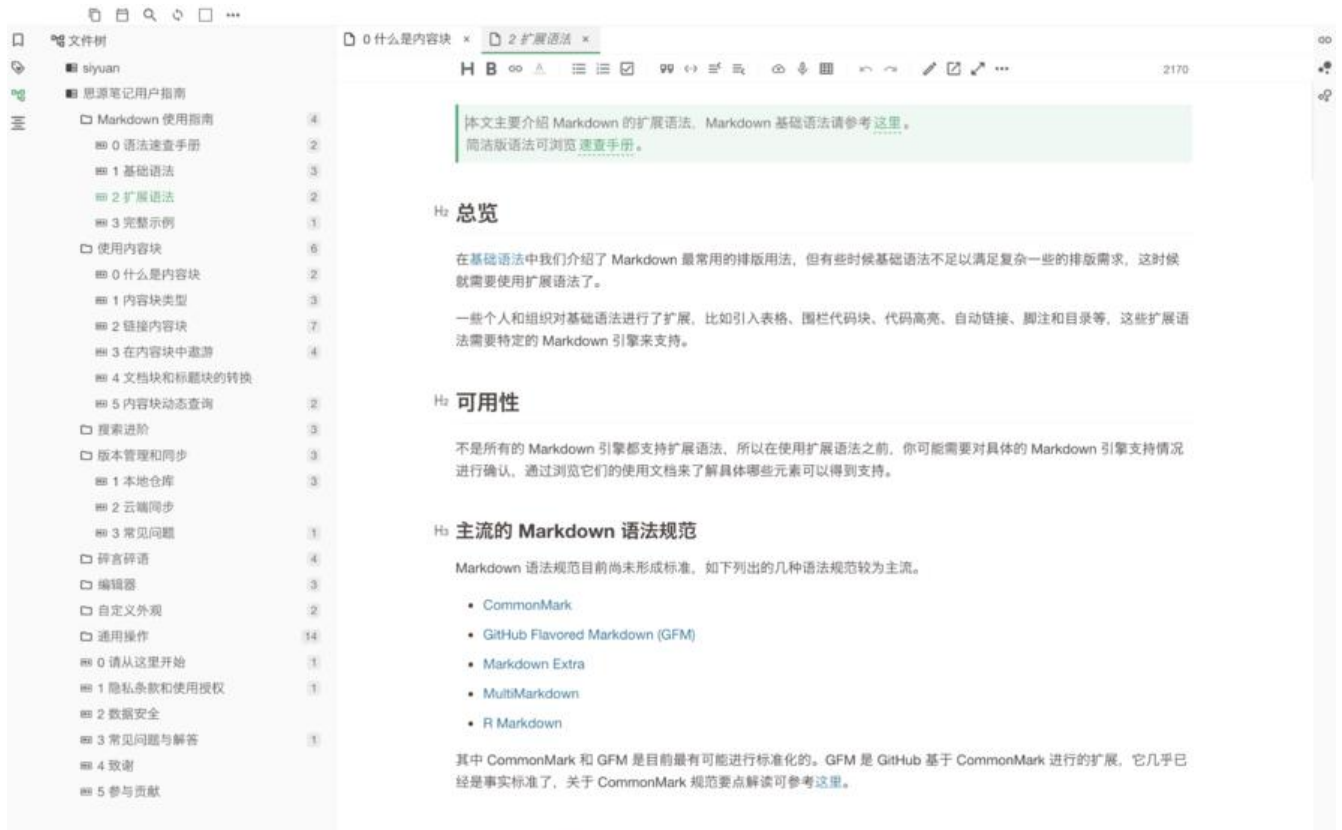 文件树
siyuan
思源笔记用户指南
Markdown 使用指南 4
0 语法速查手册 2
1 基础语法 3
2 扩展语法 2
3 完整示例 1
使用内容块 6
0 什么是内容块 2
1 内容块类型 3
2 链接内容块 7
3 在内容块中遨游 4
4 文档块和标题块的转换
5 内容块动态查询 2
搜索进阶 3
版本管理和同步 3
1 本地仓库 3
2 云端同步
3 常见问题 1
碎言碎语 4
编辑器 3
自定义外观 2
通用操作 14
0 请从这里开始 1
1 隐私条款和使用授权 1
2 数据安全
3 常见问题与解答 1
4 致谢
5 参与贡献
0 什么是内容块 × 2 扩展语法 ×
H B A 2170
本文主要介绍 Markdown 的扩展语法，Markdown 基础语法请参考这里。
简洁版语法可浏览速查手册。
H2 总览
在基础语法中我们介绍了 Markdown 最常用的排版用法，但有些时候基础语法不足以满足复杂一些的排版需求，这时候
就需要使用扩展语法了。
一些个人和组织对基础语法进行了扩展，比如引入表格、围栏代码块、代码高亮、自动链接、脚注和目录等，这些扩展语
法需要特定的 Markdown 引擎来支持。
H2 可用性
不是所有的 Markdown 引擎都支持扩展语法，所以在使用扩展语法之前，你可能需要对具体的 Markdown 引擎支持情况
进行确认，通过浏览它们的使用文档来了解具体哪些元素可以得到支持。
H3 主流的 Markdown 语法规范
Markdown 语法规范目前尚未形成标准，如下列出的几种语法规范较为主流。
• CommonMark
• GitHub Flavored Markdown (GFM)
• Markdown Extra
• MultiMarkdown
• R Markdown
其中 CommonMark 和 GFM 是目前最有可能进行标准化的。GFM 是 GitHub 基于 CommonMark 进行的扩展，它几乎已
经是事实标准了，关于 CommonMark 规范要点解读可参考这里。